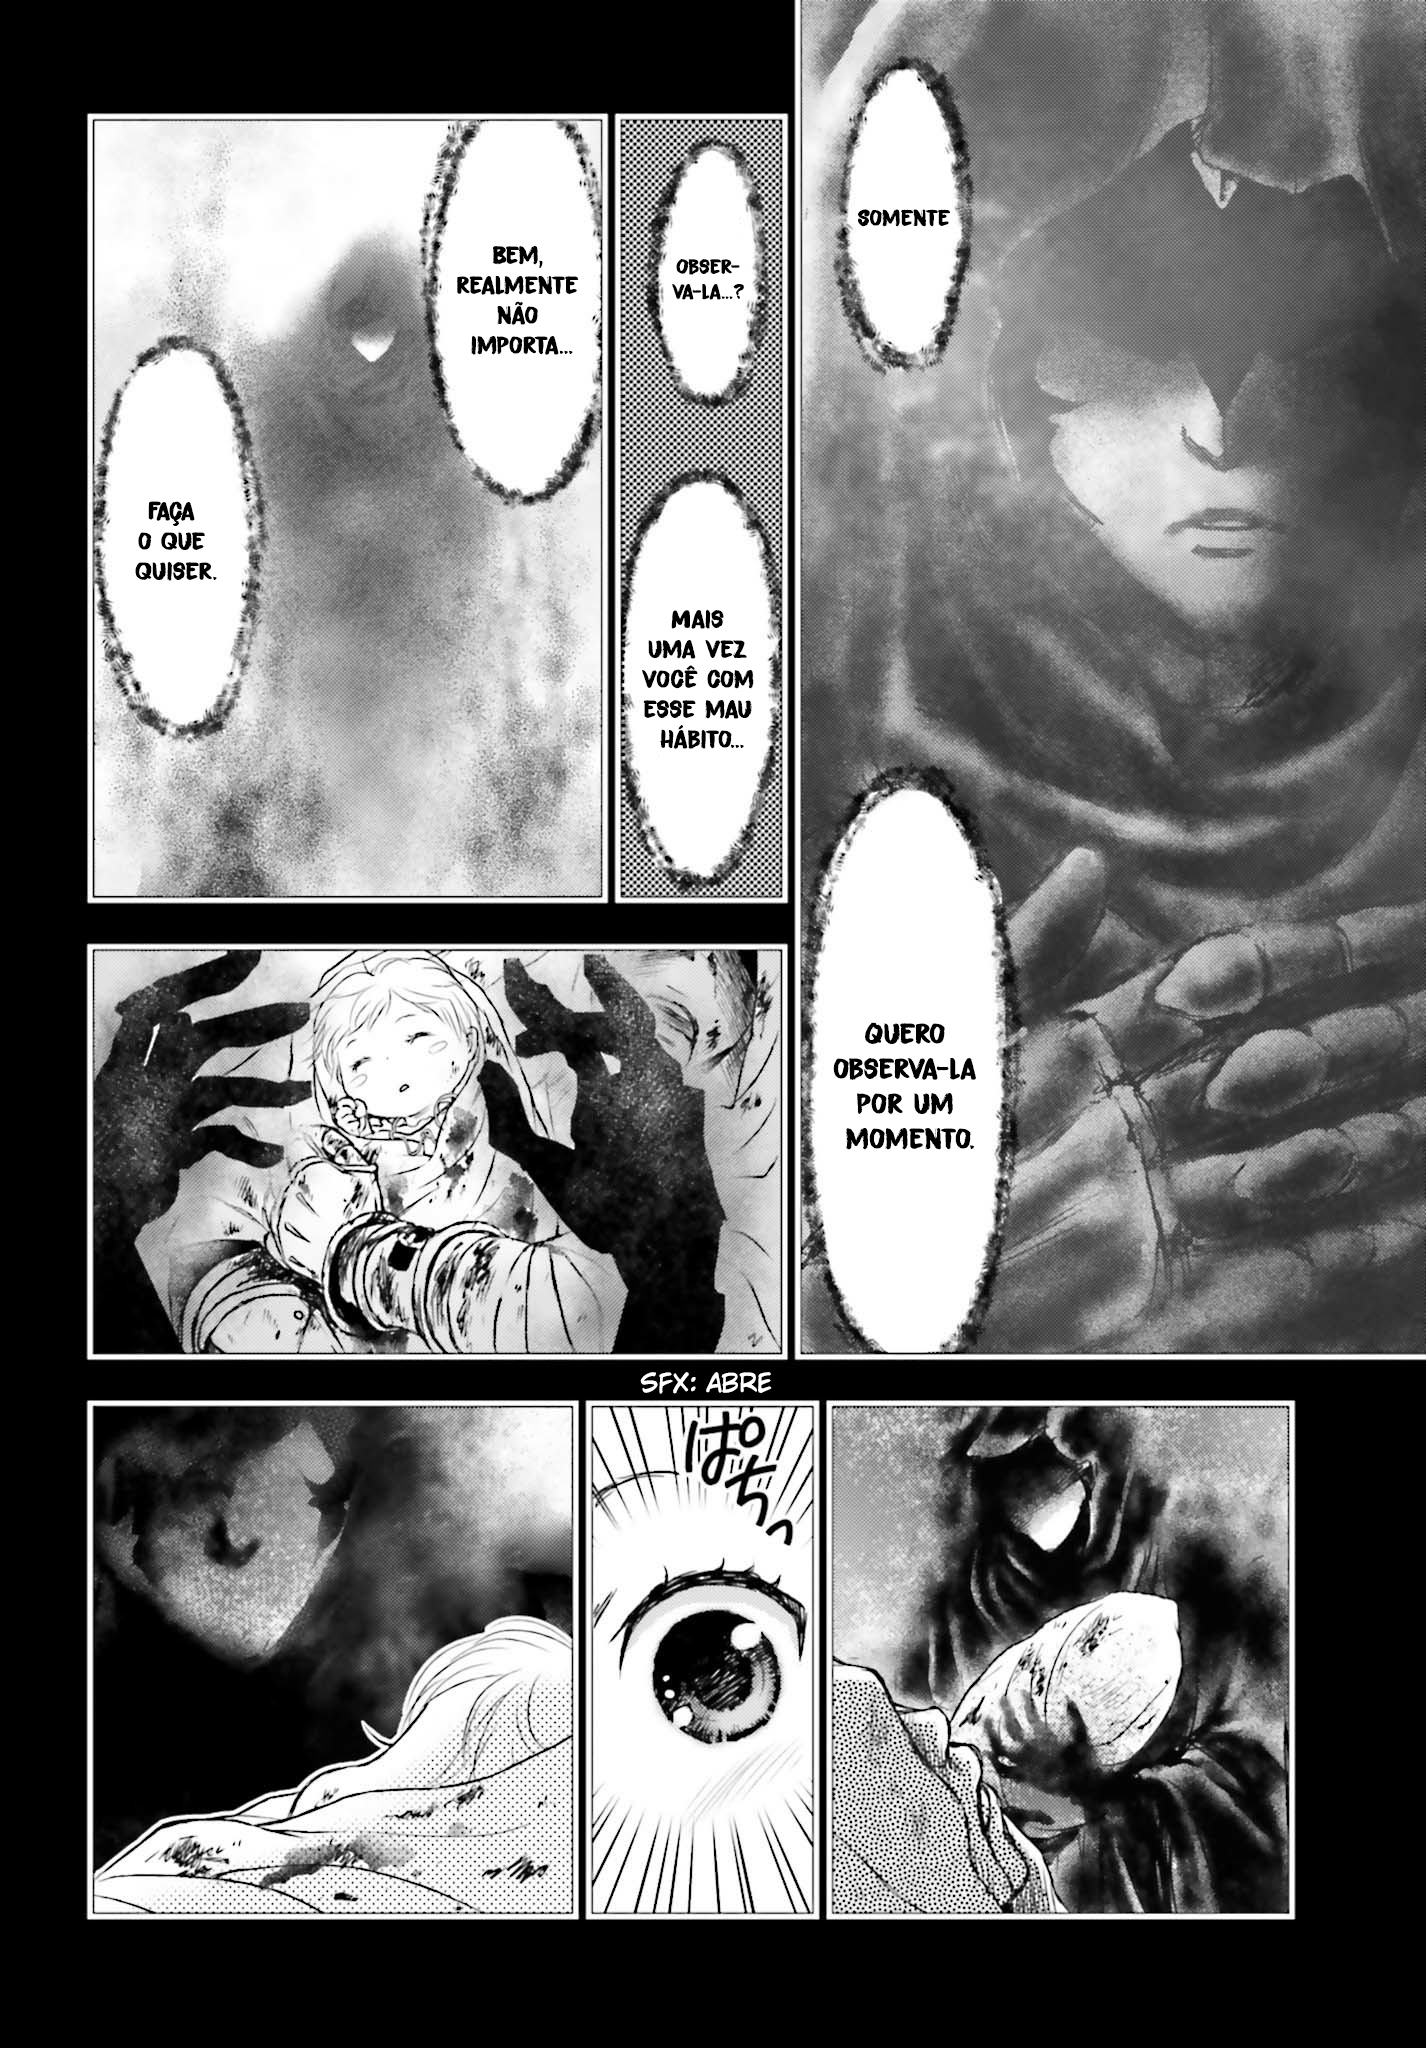 SOMENTE
QUERO
OBSERVA-LA
POR UM
MOMENTO.
OBSER-
VA-LA...?
MAIS
UMA VEZ
VOCÊ COM
ESSE MAU
HÁBITO...
BEM,
REALMENTE
NÃO
IMPORTA...
FAÇA
O QUE
QUISER.
SFX: ABRE
ぱちっ